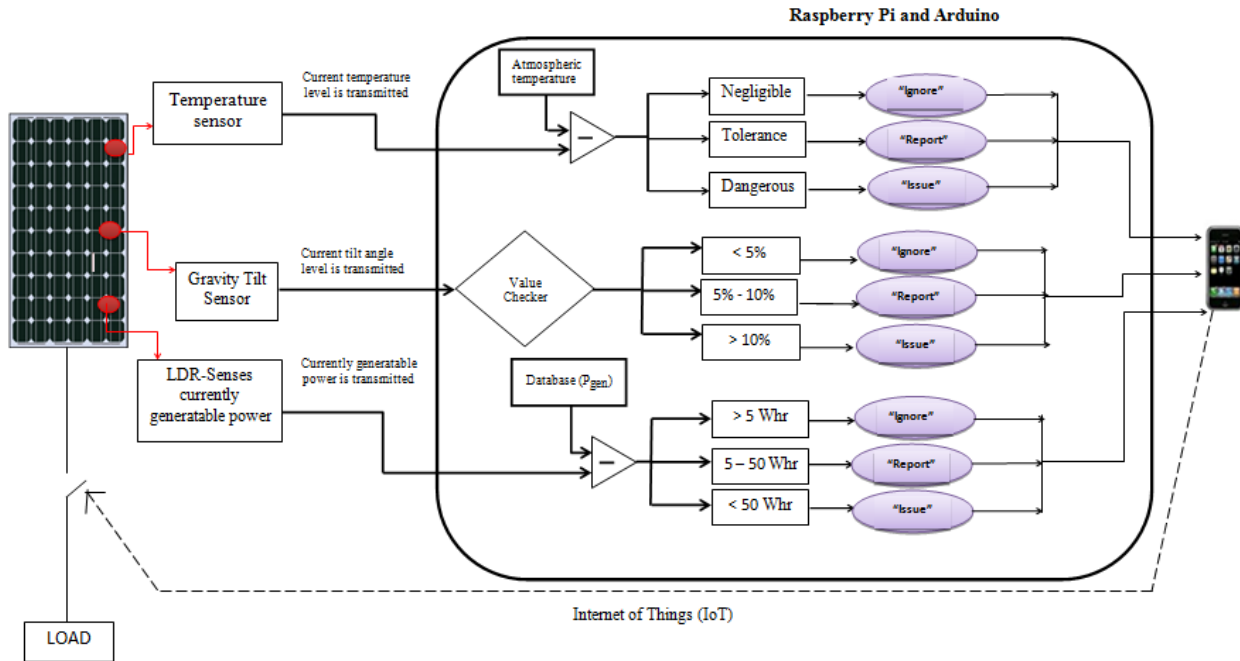 Raspberry Pi and Arduino
Temperature
sensor
Current temperature
level is transmitted
Atmospheric
temperature
Negligible
"Ignore"
Tolerance
"Report"
Dangerous
"Issue"
Gravity Tilt
Sensor
Current tilt angle
level is transmitted
Value
Checker
< 5%
"Ignore"
5% - 10%
"Report"
> 10%
"Issue"
LDR-Senses
currently
generatable power
Currently generatable
power is transmitted
Database (Pgen)
> 5 Whr
"Ignore"
5 – 50 Whr
"Report"
< 50 Whr
"Issue"
Internet of Things (IoT)
LOAD